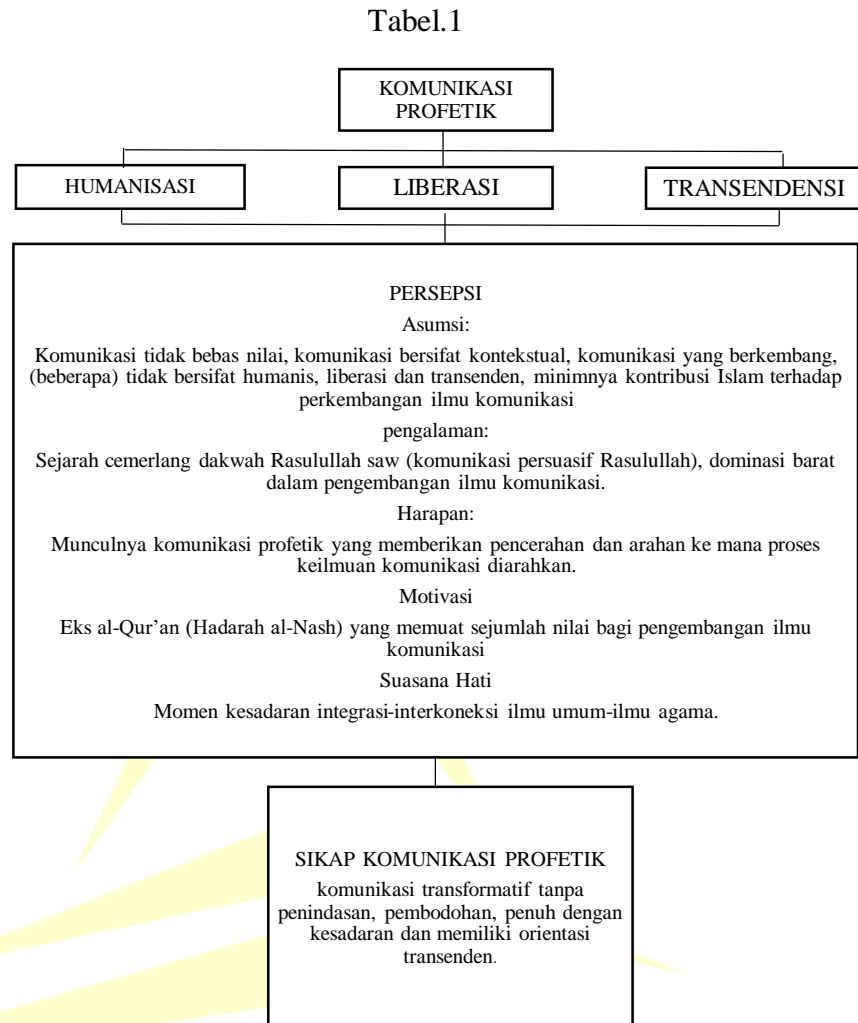 Tabel.1
KOMUNIKASI
PROFETIK
HUMANISASI
LIBERASI
TRANSENDENSI
PERSEPSI
Asumsi:
Komunikasi tidak bebas nilai, komunikasi bersifat kontekstual, komunikasi yang berkembang,
(beberapa) tidak bersifat humanis, liberasi dan transenden, minimnya kontribusi Islam terhadap
perkembangan ilmu komunikasi
pengalaman:
Sejarah cemerlang dakwah Rasulullah saw (komunikasi persuasif Rasulullah), dominasi barat
dalam pengembangan ilmu komunikasi.
Harapan:
Munculnya komunikasi profetik yang memberikan pencerahan dan arahan ke mana proses
keilmuan komunikasi diarahkan.
Motivasi
Eks al-Qur’an (Hadarah al-Nash) yang memuat sejumlah nilai bagi pengembangan ilmu
komunikasi
Suasana Hati
Momen kesadaran integrasi-interkoneksi ilmu umum-ilmu agama.
SIKAP KOMUNIKASI PROFETIK
komunikasi transformatif tanpa
penindasan, pembodohan, penuh dengan
kesadaran dan memiliki orientasi
transenden.